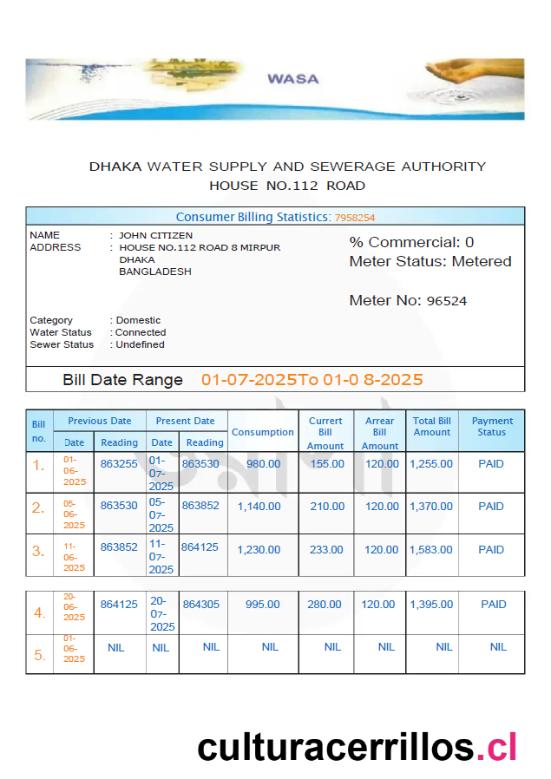 WASA
DHAKA WATER SUPPLY AND SEWERAGE AUTHORITY
HOUSE NO.112 ROAD
Consumer Billing Statistics: 7958254
NAME : JOHN CITIZEN
ADDRESS : HOUSE NO.112 ROAD 8 MIRPUR
DHAKA
BANGLADESH
% Commercial: 0
Meter Status: Metered
Meter No: 96524
Category : Domestic
Water Status : Connected
Sewer Status : Undefined
Bill Date Range 01-07-2025To 01-0 8-2025
Bill no. Previous Date Present Date Consumption Currert Bill Amount Arrear Bill Amount Total Bill Amount Payment Status
Date Reading Date Reading
1. 01-06-2025 863255 01-07-2025 863530 980.00 155.00 120.00 1,255.00 PAID
2. 05-06-2025 863530 05-07-2025 863852 1,140.00 210.00 120.00 1,370.00 PAID
3. 11-06-2025 863852 11-07-2025 864125 1,230.00 233.00 120.00 1,583.00 PAID
4. 20-06-2025 864125 20-07-2025 864305 995.00 280.00 120.00 1,395.00 PAID
5. 01-06-2025 NIL NIL NIL NIL NIL NIL NIL NIL
culturacerrillos.cl